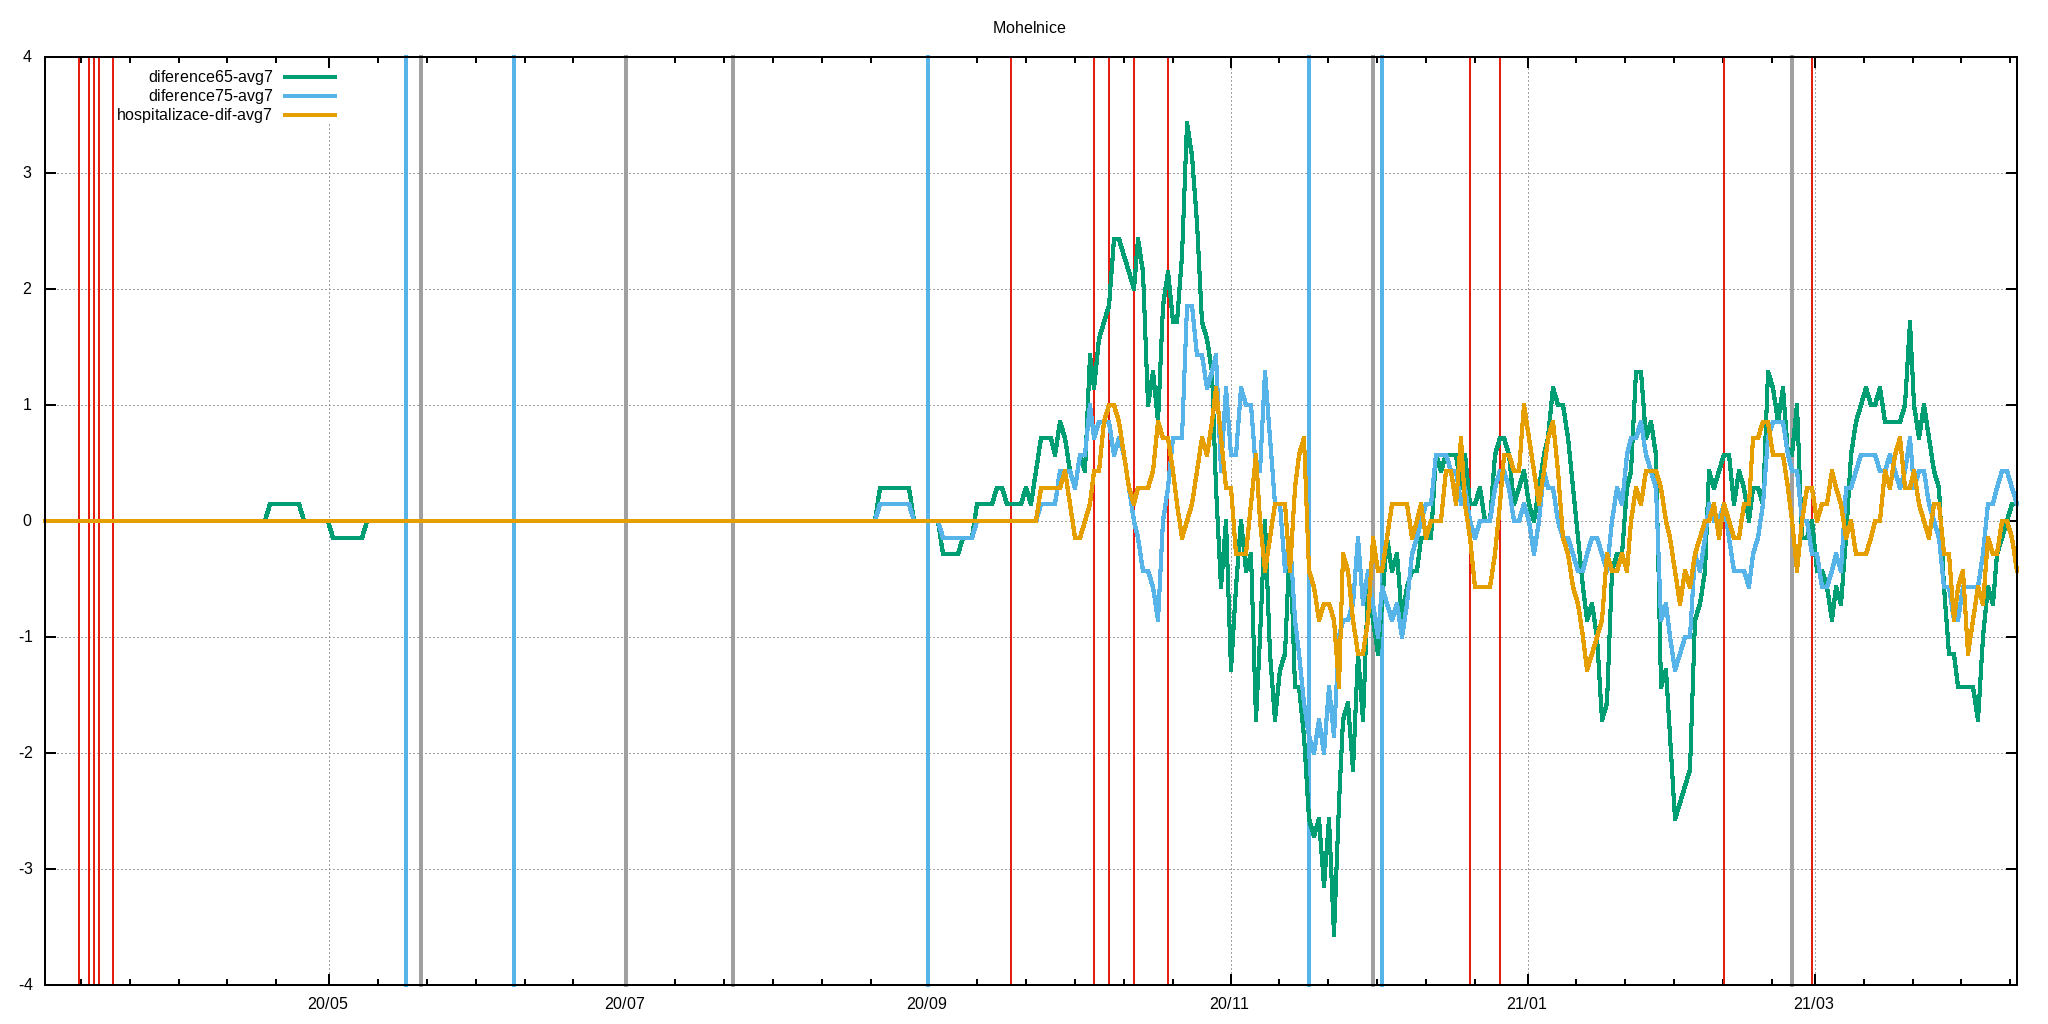 Mohelnice
diference65-avg7
diference75-avg7
hospitalizace-dif-avg7
4
3
2
1
0
-1
-2
-3
-4
20/05 20/07 20/09 20/11 21/01 21/03